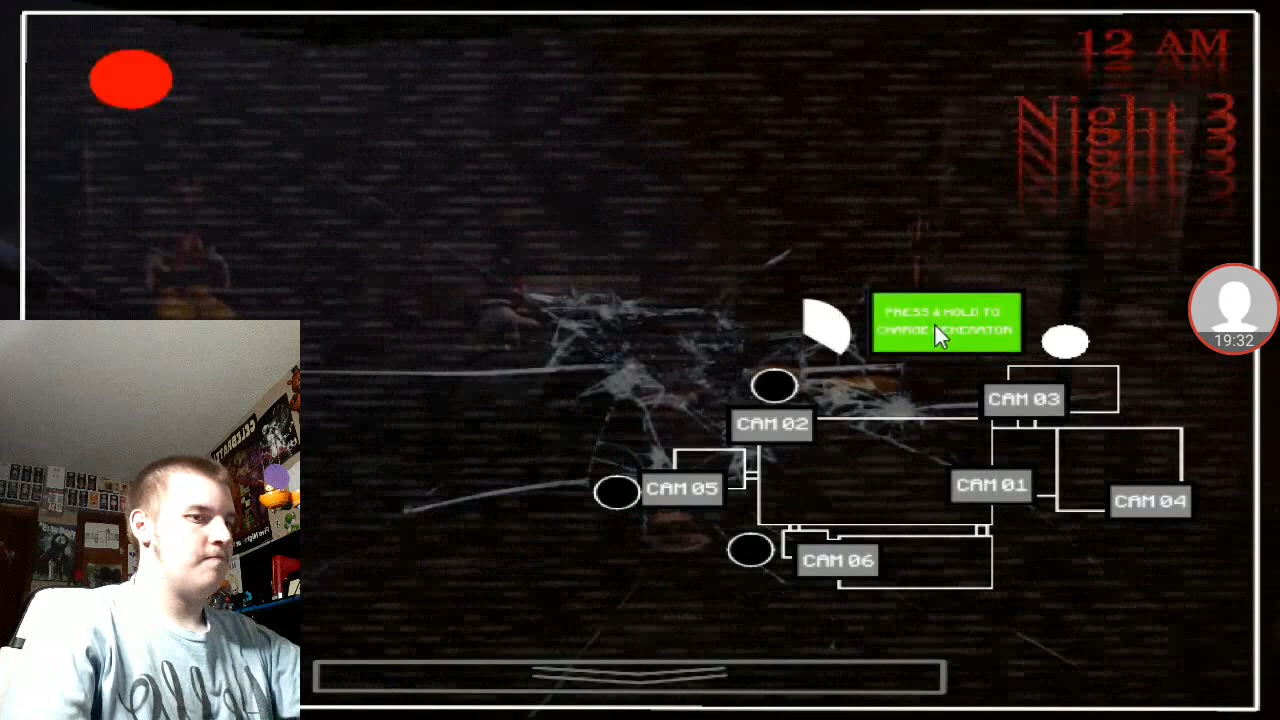 12 AM
Night 3
PRESS & HOLD TO
CHARGE GENERATOR
19:32
CAM 03
CAM 02
CAM 05
CAM 01
CAM 04
CAM 06